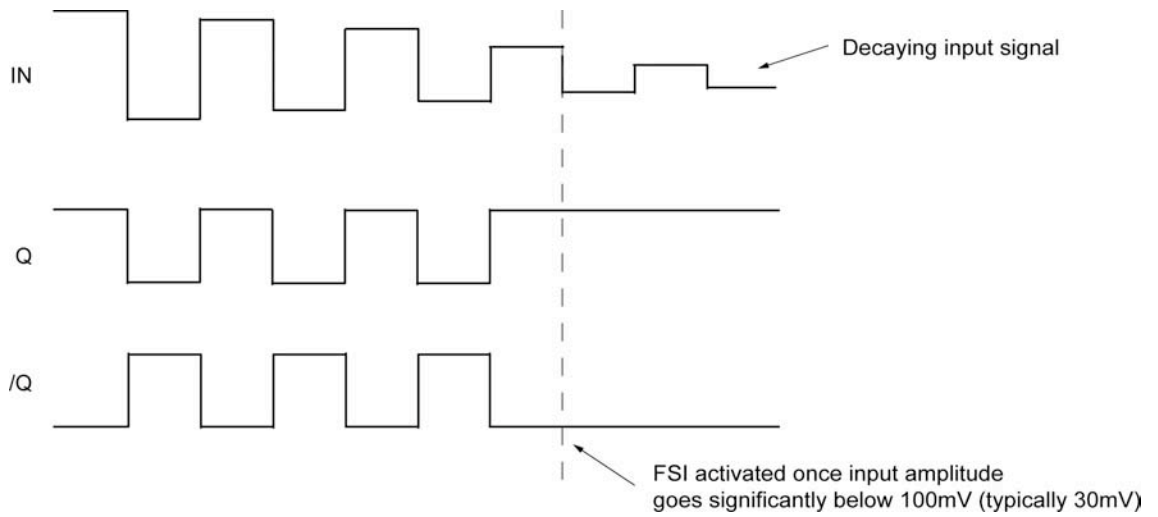 IN
Decaying input signal
Q
/Q
FSI activated once input amplitude
goes significantly below 100mV (typically 30mV)